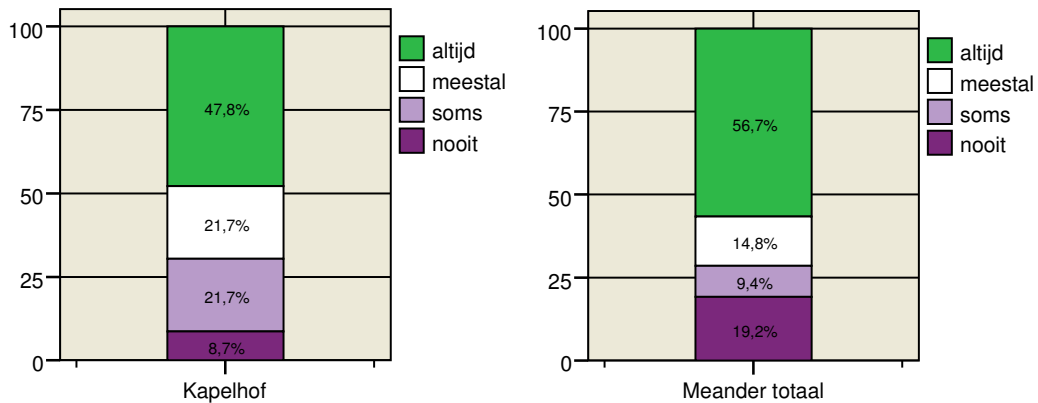 100
75
50
25
0
47,8%
21,7%
21,7%
8,7%
Kapelhof
altijd
meestal
soms
nooit
100
75
50
25
0
56,7%
14,8%
9,4%
19,2%
Meander totaal
altijd
meestal
soms
nooit